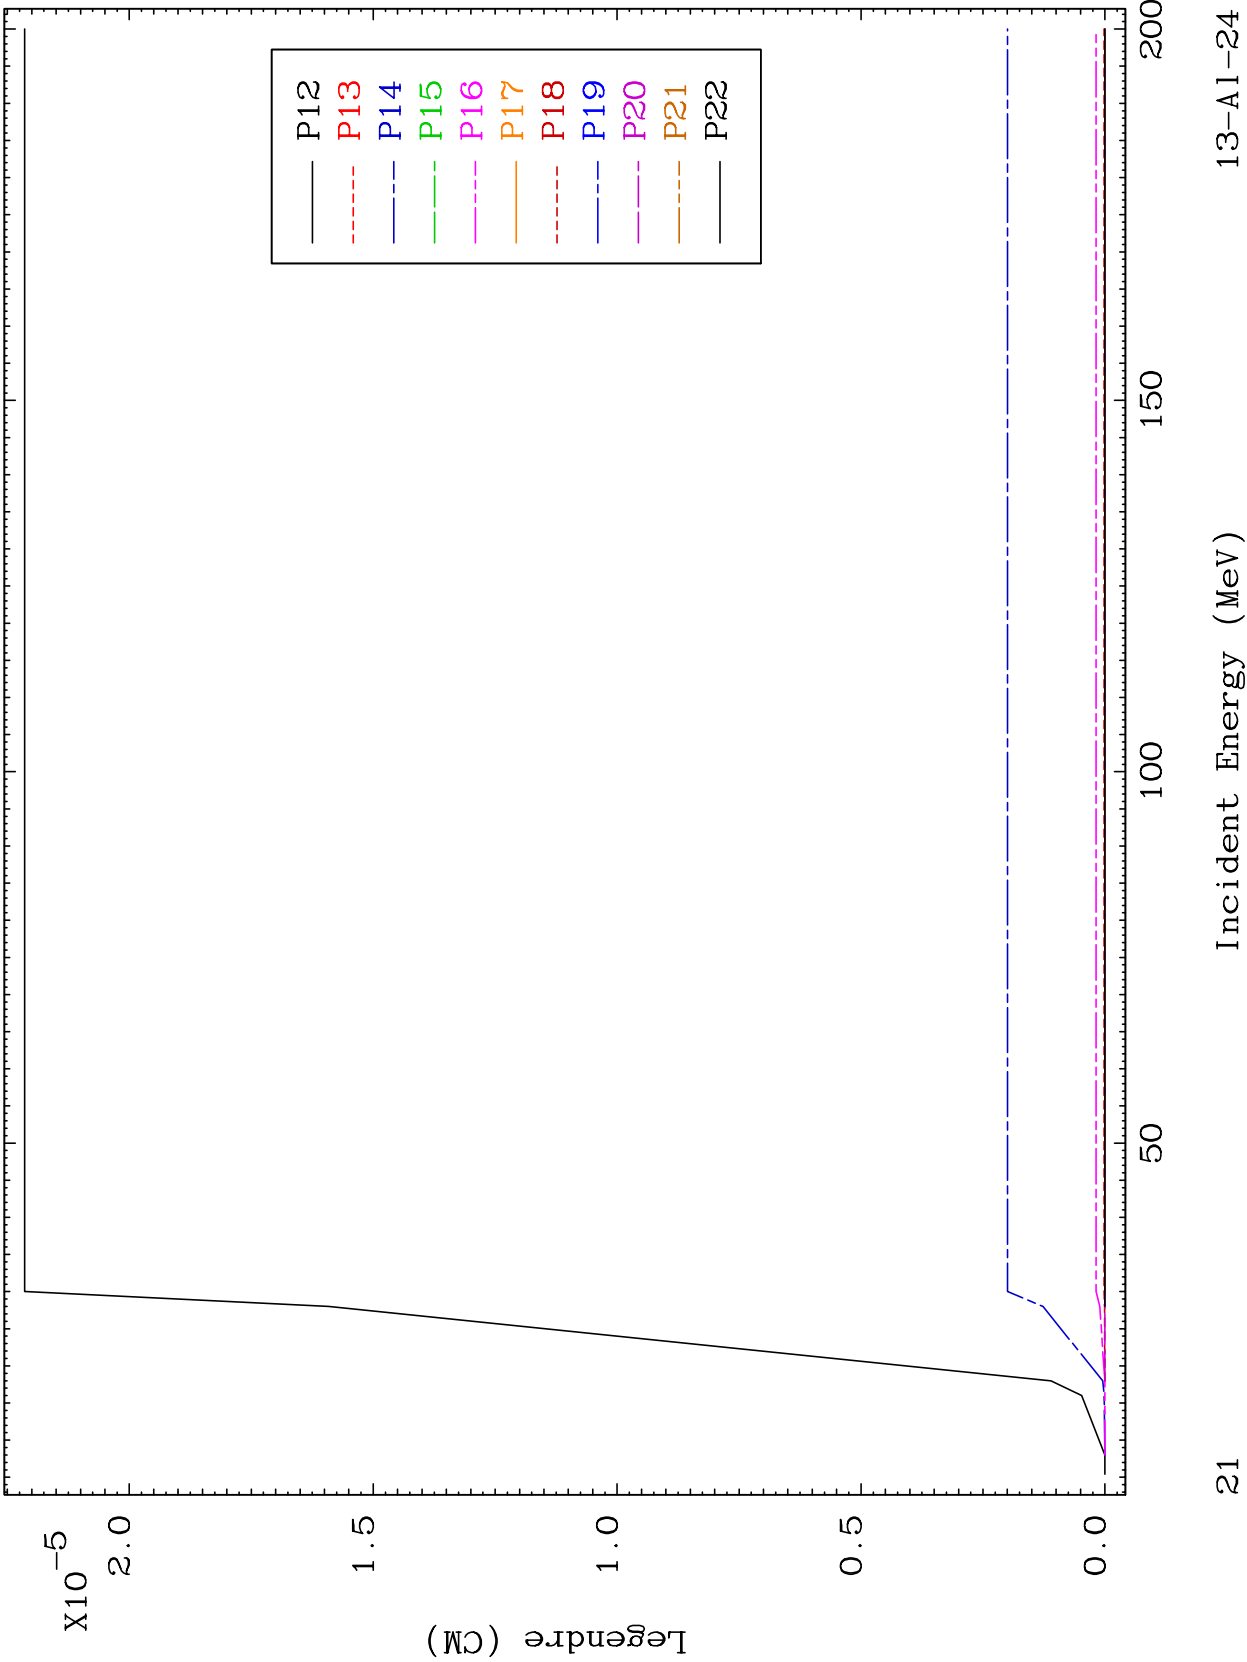 X10-5
2.0
1.5
1.0
0.5
0.0
Legendre (CM)
P12
P13
P14
P15
P16
P17
P18
P19
P20
P21
P22
50
100
150
200
Incident Energy (MeV)
21
13-Al-24